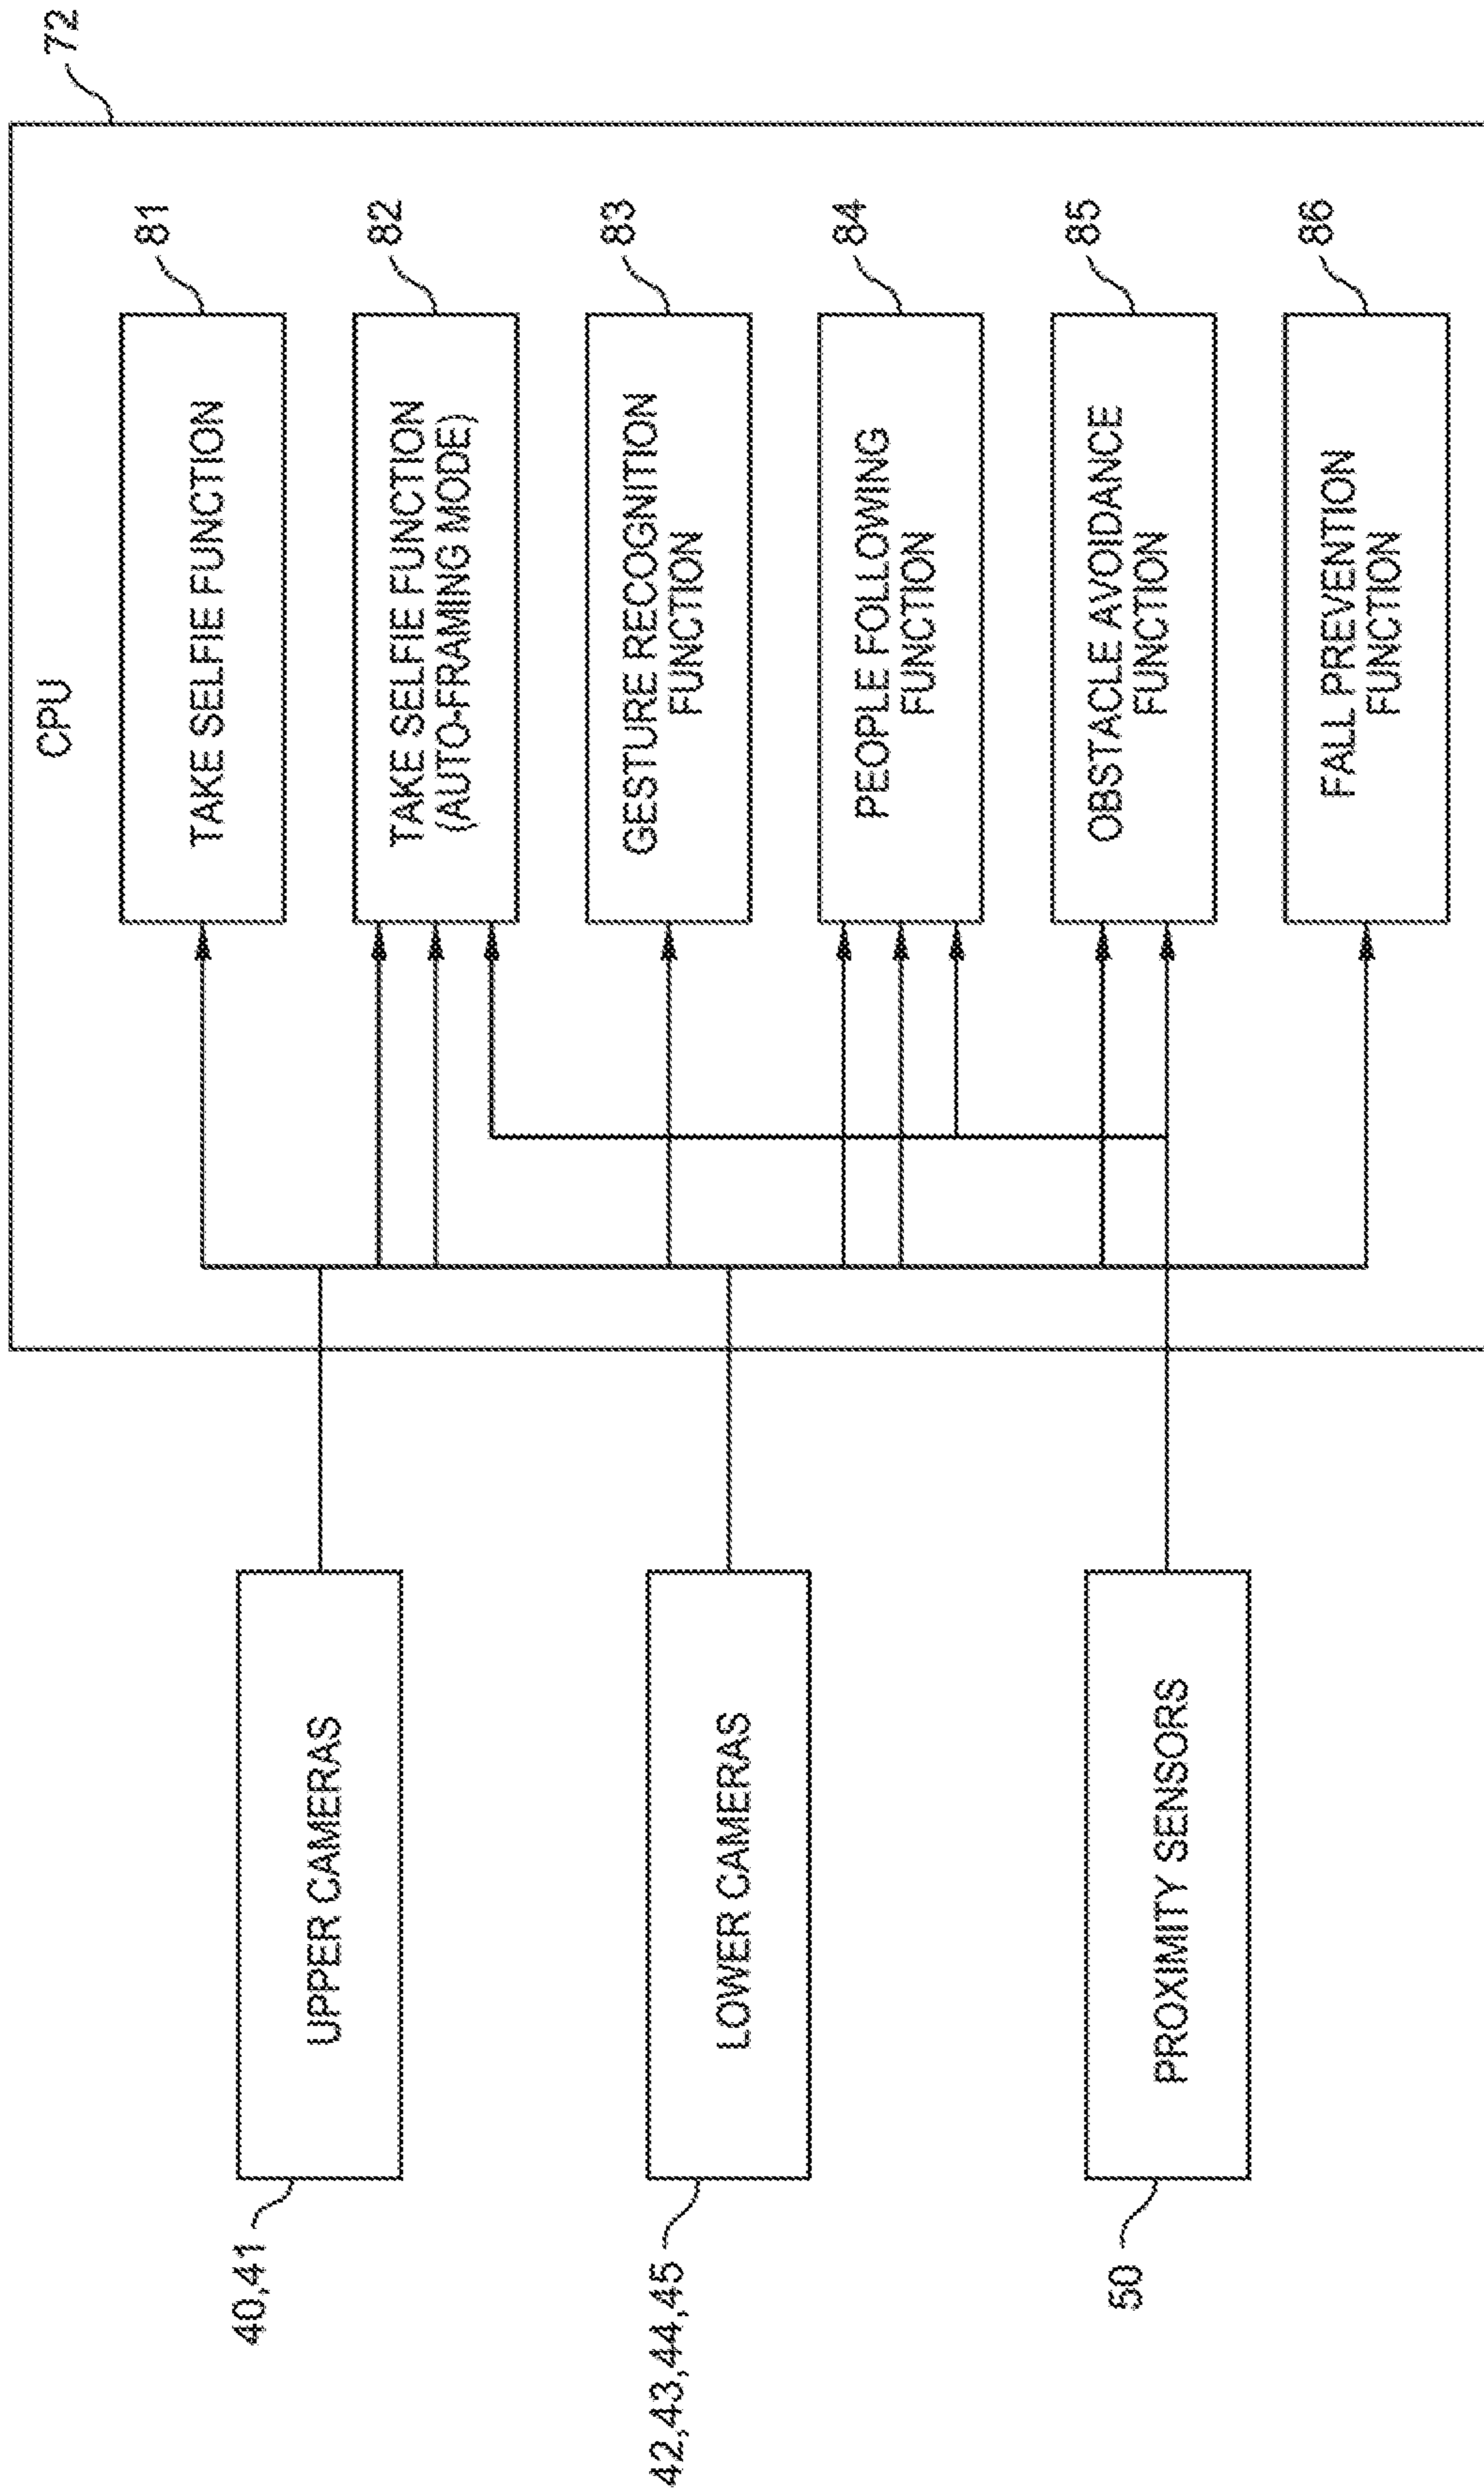 72
CPU
TAKE SELFIE FUNCTION
81
TAKE SELFIE FUNCTION
(AUTO-FRAMING MODE)
82
GESTURE RECOGNITION
FUNCTION
83
PEOPLE FOLLOWING
FUNCTION
84
OBSTACLE AVOIDANCE
FUNCTION
85
FALL PREVENTION
FUNCTION
86
UPPER CAMERAS
40,41
LOWER CAMERAS
42,43,44,45
PROXIMITY SENSORS
50